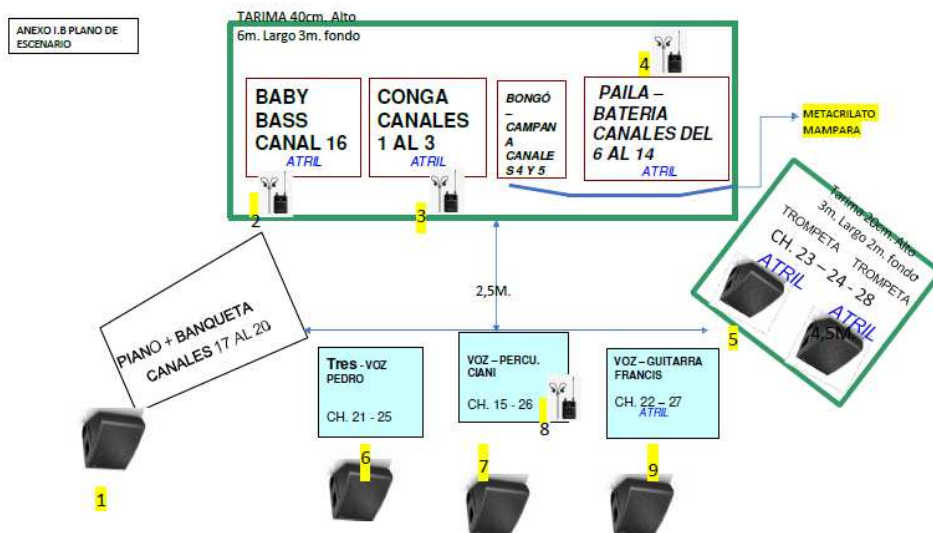 ANEXO I.B PLANO DE
ESCENARIO
TARIMA 40cm. Alto
6m. Largo 3m. fondo
4
BABY
BASS
CANAL 16
ATRIL
CONGA
CANALES
1 AL 3
ATRIL
BONGÓ
–
CAMPAN
A
CANALE
S 4 Y 5
PAILA –
BATERIA
CANALES DEL
6 AL 14
ATRIL
METACRILATO
MAMPARA
2
3
Tarima 20cm. Alto
3m. Largo 2m. fondo
TROMPETA TROMPETA
CH. 23 – 24 - 28
ATRIL
ATRIL
4,5M.
5
2,5M.
PIANO + BANQUETA
CANALES 17 AL 20
1
Tres - VOZ
PEDRO
CH. 21 - 25
6
VOZ – PERCU.
CIANI
CH. 15 - 26
8
7
VOZ – GUITARRA
FRANCIS
CH. 22 – 27
ATRIL
9